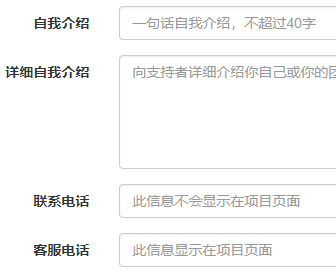 自我介绍
一句话自我介绍，不超过40字
详细自我介绍
向支持者详细介绍你自己或你的团
联系电话
此信息不会显示在项目页面
客服电话
此信息显示在项目页面